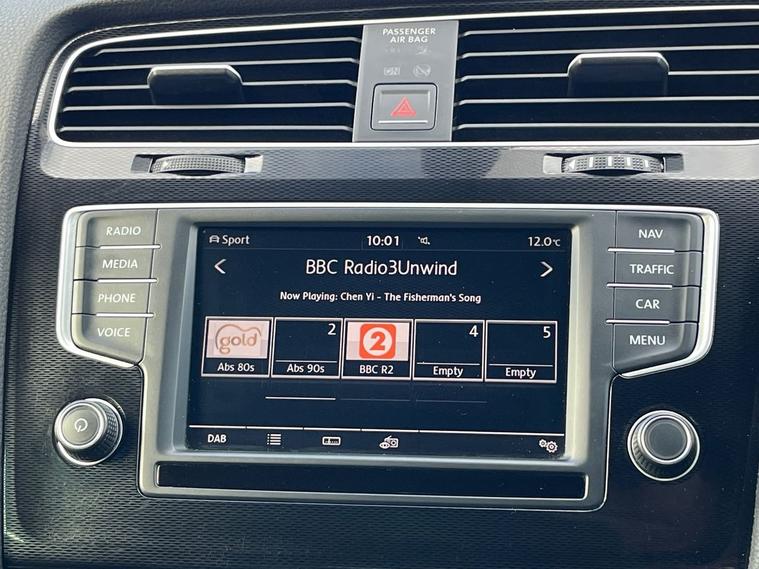 PASSENGER
AIR BAG
OFF
ON
RADIO
MEDIA
PHONE
VOICE
Sport
10:01
12.0°C
BBC Radio3Unwind
Now Playing: Chen Yi - The Fisherman's Song
gold
Abs 80s
2
Abs 90s
2
BBC R2
4
Empty
5
Empty
DAB
NAV
TRAFFIC
CAR
MENU